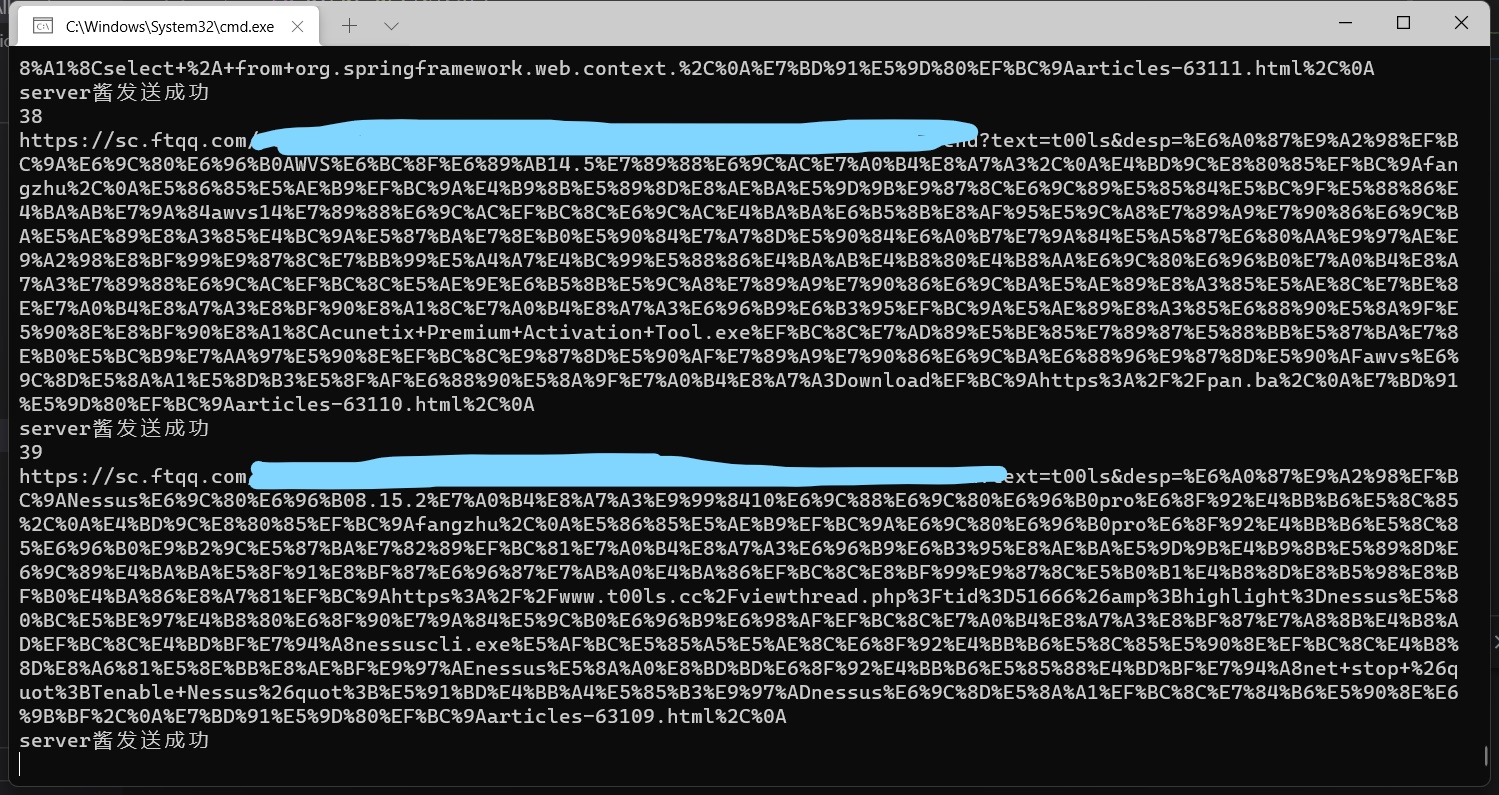 C:\Windows\System32\cmd.exe
8%A1%8Cselect+%2A+from+org.springframework.web.context.%2C%0A%E7%BD%91%E5%9D%80%EF%BC%9Aarticles-63111.html%2C%0A
server酱发送成功
38
https://sc.ftqq.com/ end?text=t00ls&desp=%E6%A0%87%E9%A2%98%EF%B
C%9A%E6%9C%80%E6%96%B0AWVS%E6%BC%8F%E6%89%AB14.5%E7%89%88%E6%9C%AC%E7%A0%B4%E8%A7%A3%2C%0A%E4%BD%9C%E8%80%85%EF%BC%9Afan
gzhu%2C%0A%E5%86%85%E5%AE%B9%EF%BC%9A%E4%B9%8B%E5%89%8D%E8%AE%BA%E5%9D%9B%E9%87%8C%E6%9C%89%E5%85%84%E5%BC%9F%E5%88%86%E
4%BA%AB%E7%9A%84awvs14%E7%89%88%E6%9C%AC%EF%BC%8C%E6%9C%AC%E4%BA%BA%E6%B5%8B%E8%AF%95%E5%9C%A8%E7%89%A9%E7%90%86%E6%9C%B
A%E5%AE%89%E8%A3%85%E4%BC%9A%E5%87%BA%E7%8E%B0%E5%90%84%E7%A7%8D%E5%90%84%E6%A0%B7%E7%9A%84%E5%A5%87%E6%80%AA%E9%97%AE%E
9%A2%98%E8%BF%99%E9%87%8C%E7%BB%99%E5%A4%A7%E4%BC%99%E5%88%86%E4%BA%AB%E4%B8%80%E4%B8%AA%E6%9C%80%E6%96%B0%E7%A0%B4%E8%A
7%A3%E7%89%88%E6%9C%AC%EF%BC%8C%E5%AE%9E%E6%B5%8B%E5%9C%A8%E7%89%A9%E7%90%86%E6%9C%BA%E5%AE%89%E8%A3%85%E5%AE%8C%E7%BE%8
E%E7%A0%B4%E8%A7%A3%E8%BF%90%E8%A1%8C%E7%A0%B4%E8%A7%A3%E6%96%B9%E6%B3%95%EF%BC%9A%E5%AE%89%E8%A3%85%E6%88%90%E5%8A%9F%E
5%90%8E%E8%BF%90%E8%A1%8CAcunetix+Premium+Activation+Tool.exe%EF%BC%8C%E7%AD%89%E5%BE%85%E7%89%87%E5%88%BB%E5%87%BA%E7%8
E%B0%E5%BC%B9%E7%AA%97%E5%90%8E%EF%BC%8C%E9%87%8D%E5%90%AF%E7%89%A9%E7%90%86%E6%9C%BA%E6%88%96%E9%87%8D%E5%90%AFawvs%E6%
9C%8D%E5%8A%A1%E5%8D%B3%E5%8F%AF%E6%88%90%E5%8A%9F%E7%A0%B4%E8%A7%A3Download%EF%BC%9Ahttps%3A%2F%2Fpan.ba%2C%0A%E7%BD%91
%E5%9D%80%EF%BC%9Aarticles-63110.html%2C%0A
server酱发送成功
39
https://sc.ftqq.com text=t00ls&desp=%E6%A0%87%E9%A2%98%EF%B
C%9ANessus%E6%9C%80%E6%96%B08.15.2%E7%A0%B4%E8%A7%A3%E9%99%8410%E6%9C%88%E6%9C%80%E6%96%B0pro%E6%8F%92%E4%BB%B6%E5%8C%85
%2C%0A%E4%BD%9C%E8%80%85%EF%BC%9Afangzhu%2C%0A%E5%86%85%E5%AE%B9%EF%BC%9A%E6%9C%80%E6%96%B0pro%E6%8F%92%E4%BB%B6%E5%8C%8
5%E6%96%B0%E9%B2%9C%E5%87%BA%E7%82%89%EF%BC%81%E7%A0%B4%E8%A7%A3%E6%96%B9%E6%B3%95%E8%AE%BA%E5%9D%9B%E4%B9%8B%E5%89%8D%E
6%9C%89%E4%BA%BA%E5%8F%91%E8%BF%87%E6%96%87%E7%AB%A0%E4%BA%86%EF%BC%8C%E8%BF%99%E9%87%8C%E5%B0%B1%E4%B8%8D%E8%B5%98%E8%B
F%B0%E4%BA%86%E8%A7%81%EF%BC%9Ahttps%3A%2F%2Fwww.t00ls.cc%2Fviewthread.php%3Ftid%3D51666%26amp%3Bhighlight%3Dnessus%E5%8
0%BC%E5%BE%97%E4%B8%80%E6%8F%90%E7%9A%84%E5%9C%B0%E6%96%B9%E6%98%AF%EF%BC%8C%E7%A0%B4%E8%A7%A3%E8%BF%87%E7%A8%8B%E4%B8%A
D%EF%BC%8C%E4%BD%BF%E7%94%A8nessuscli.exe%E5%AF%BC%E5%85%A5%E5%AE%8C%E6%8F%92%E4%BB%B6%E5%8C%85%E5%90%8E%EF%BC%8C%E4%B8%
8D%E8%A6%81%E5%8E%BB%E8%AE%BF%E9%97%AEnessus%E5%8A%A0%E8%BD%BD%E6%8F%92%E4%BB%B6%E5%85%88%E4%BD%BF%E7%94%A8net+stop+%26q
uot%3BTenable+Nessus%26quot%3B%E5%91%BD%E4%BB%A4%E5%85%B3%E9%97%ADnessus%E6%9C%8D%E5%8A%A1%EF%BC%8C%E7%84%B6%E5%90%8E%E6
%9B%BF%2C%0A%E7%BD%91%E5%9D%80%EF%BC%9Aarticles-63109.html%2C%0A
server酱发送成功